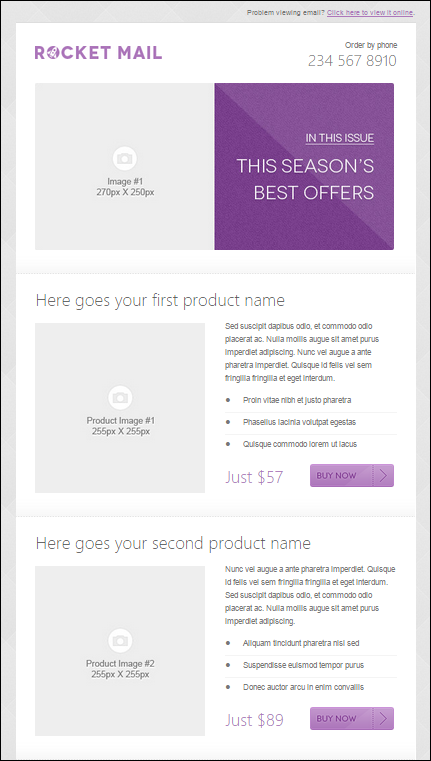 Problem viewing email? Click here to view it online.
ROCKET MAIL
Order by phone
234 567 8910
Image #1
270px X 250px
IN THIS ISSUE
THIS SEASON'S
BEST OFFERS
Here goes your first product name
Product Image #1
255px X 255px
Sed suscipit dapibus odio, et commodo odio
placerat ac. Nulla mollis augue sit amet purus
imperdiet adipiscing. Nunc vel augue a ante
pharetra imperdiet. Quisque id felis vel sem
fringilla fringilla et eget interdum.
• Proin vitae nibh et justo pharetra
• Phasellus lacinia volutpat egestas
• Quisque commodo lorem ut lacus
Just $57
BUY NOW
Here goes your second product name
Product Image #2
255px X 255px
Nunc vel augue a ante pharetra imperdiet. Quisque
id felis vel sem fringilla fringilla et eget interdum.
Sed suscipit dapibus odio, et commodo odio
placerat ac. Nulla mollis augue sit amet purus
imperdiet adipiscing.
• Aliquam tincidunt pharetra nisl sed
• Suspendisse euismod tempor purus
• Donec auctor arcu in enim convallis
Just $89
BUY NOW